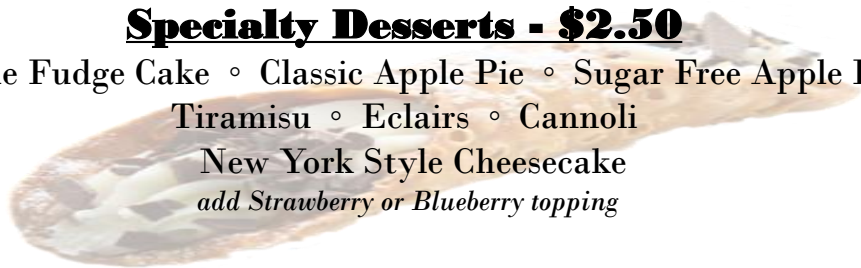 Specialty Desserts - $2.50
Fudge Cake ° Classic Apple Pie ° Sugar Free Apple
Tiramisu ° Eclairs ° Cannoli
New York Style Cheesecake
add Strawberry or Blueberry topping